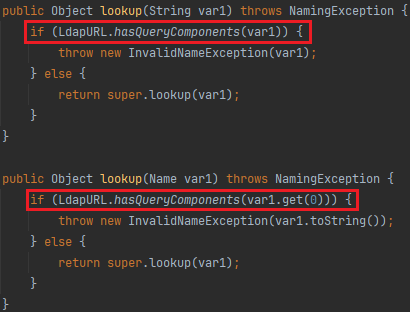 public Object lookup(String var1) throws NamingException {
    if (LdapURL.hasQueryComponents(var1)) {
        throw new InvalidNameException(var1);
    } else {
        return super.lookup(var1);
    }
}

public Object lookup(Name var1) throws NamingException {
    if (LdapURL.hasQueryComponents(var1.get(0))) {
        throw new InvalidNameException(var1.toString());
    } else {
        return super.lookup(var1);
    }
}